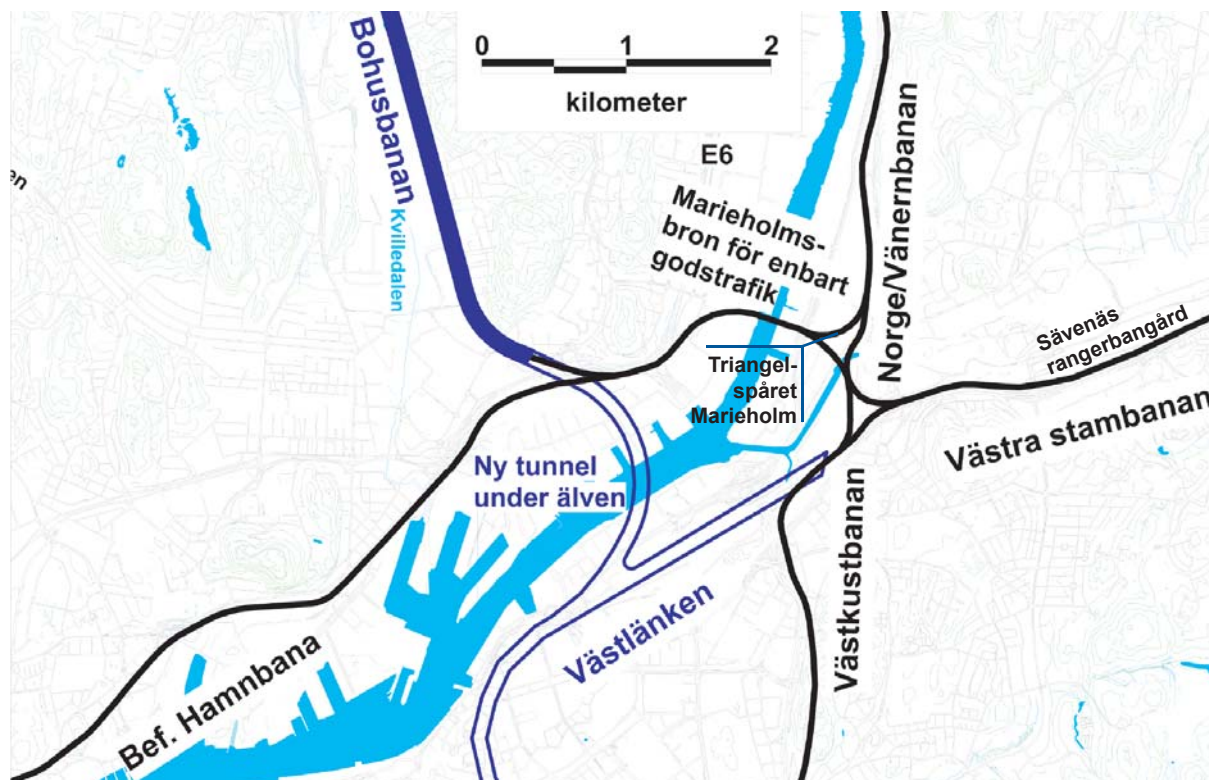 0 1 2
kilometer
Bohusbanan
E6
Norge/Vänernbanan
en
Kvilledalen
Marieholms-
bron för enbart
godstrafik
Sävenäs
rangerbangård
Triangel-
spåret
Marieholm
Västra stambanan
Ny tunnel
under älven
Västkustbanan
Västlänken
Bef. Hamnbana